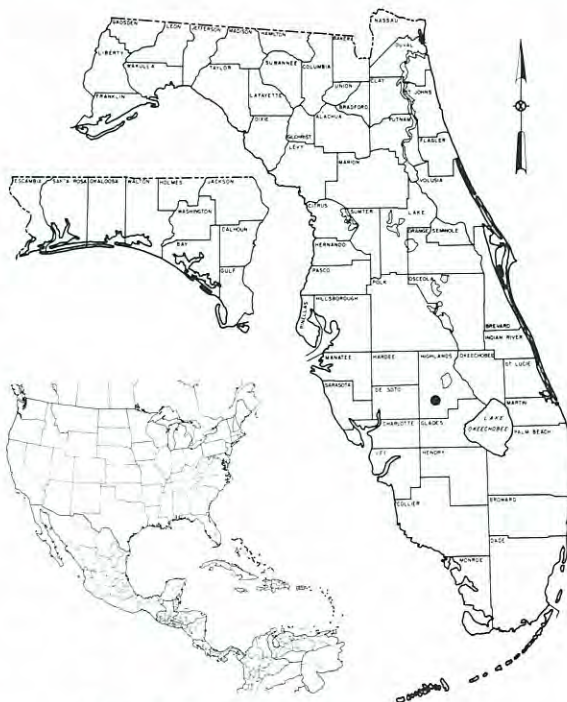 NASSAU
GADSDEN
LEON
JEFFERSON
MADISON
HAMILTON
BAKER
DUVAL
LIBERTY
WAKULLA
TAYLOR
SUWANNEE
COLUMBIA
UNION
CLAY
ST JOHNS
FRANKLIN
LAFAYETTE
BRADFORD
DIXIE
GILCHRIST
ALACHUA
PUTNAM
LEVY
FLAGLER
MARION
VOLUSIA
ESCAMBIA
SANTA ROSA
OKALOOSA
WALTON
HOLMES
JACKSON
WASHINGTON
CALHOUN
BAY
GULF
CITRUS
SUMTER
LAKE
ORANGE
SEMINOLE
HERNANDO
PASCO
POLK
OSCEOLA
PINELLAS
HILLSBOROUGH
BREVARD
INDIAN RIVER
MANATEE
HARDEE
HIGHLANDS
OKEECHOBEE
ST LUCIE
SARASOTA
DE SOTO
MARTIN
CHARLOTTE
GLADES
LAKE
OKEECHOBEE
PALM BEACH
LEE
HENDRY
COLLIER
BROWARD
DADE
MONROE